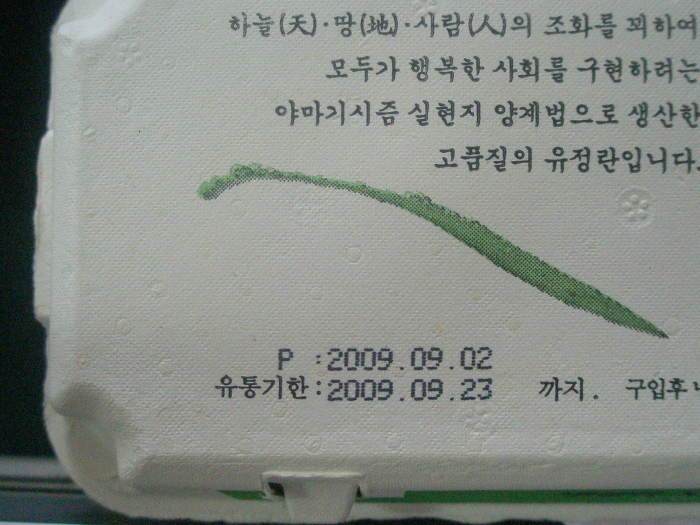 하늘(天)·땅(地)·사람(人)의 조화를 꾀하여
모두가 행복한 사회를 구현하려는
야마기시즘 실현지 양계법으로 생산한
고품질의 유정란입니다.
P : 2009.09.02
유통기한 : 2009.09.23 까지. 구입후